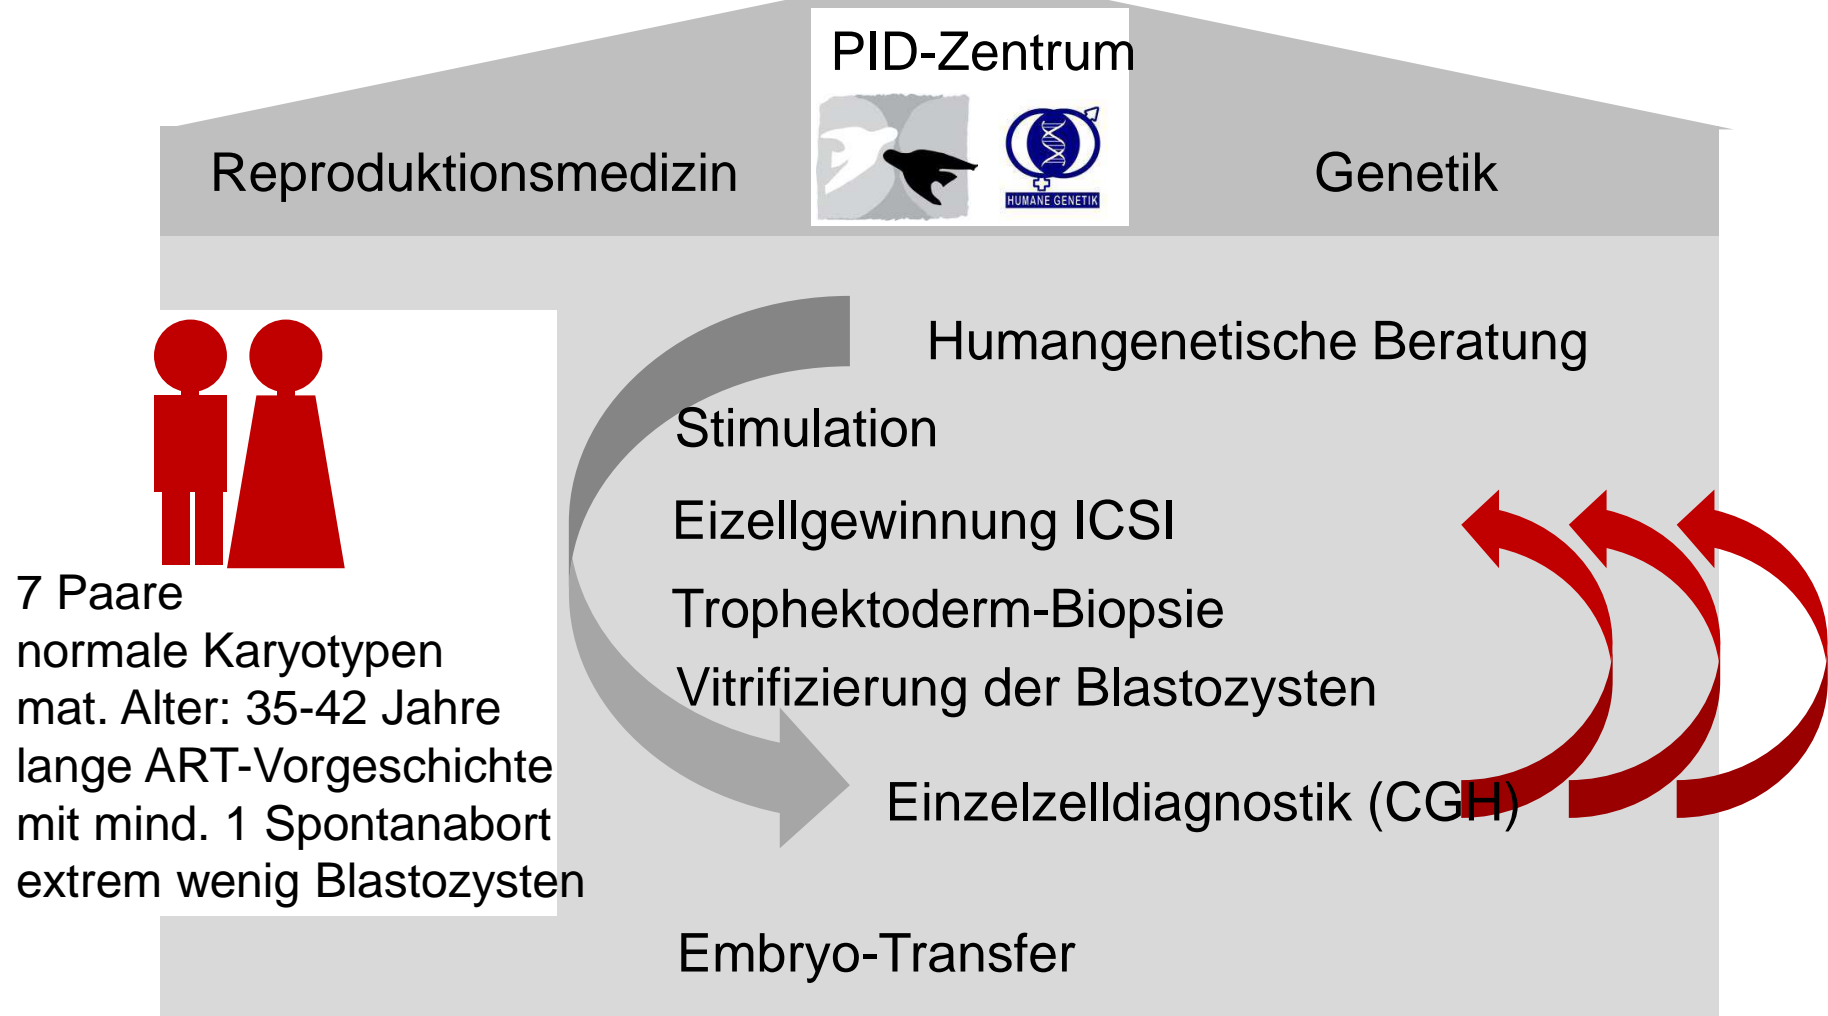 PID-Zentrum
Reproduktionsmedizin
HUMANE GENETIK
Genetik
Humangenetische Beratung
Stimulation
Eizellgewinnung ICSI
Trophektoderm-Biopsie
Vitrifizierung der Blastozysten
Einzelzelldiagnostik (CGH)
Embryo-Transfer
7 Paare
normale Karyotypen
mat. Alter: 35-42 Jahre
lange ART-Vorgeschichte
mit mind. 1 Spontanabort
extrem wenig Blastozysten